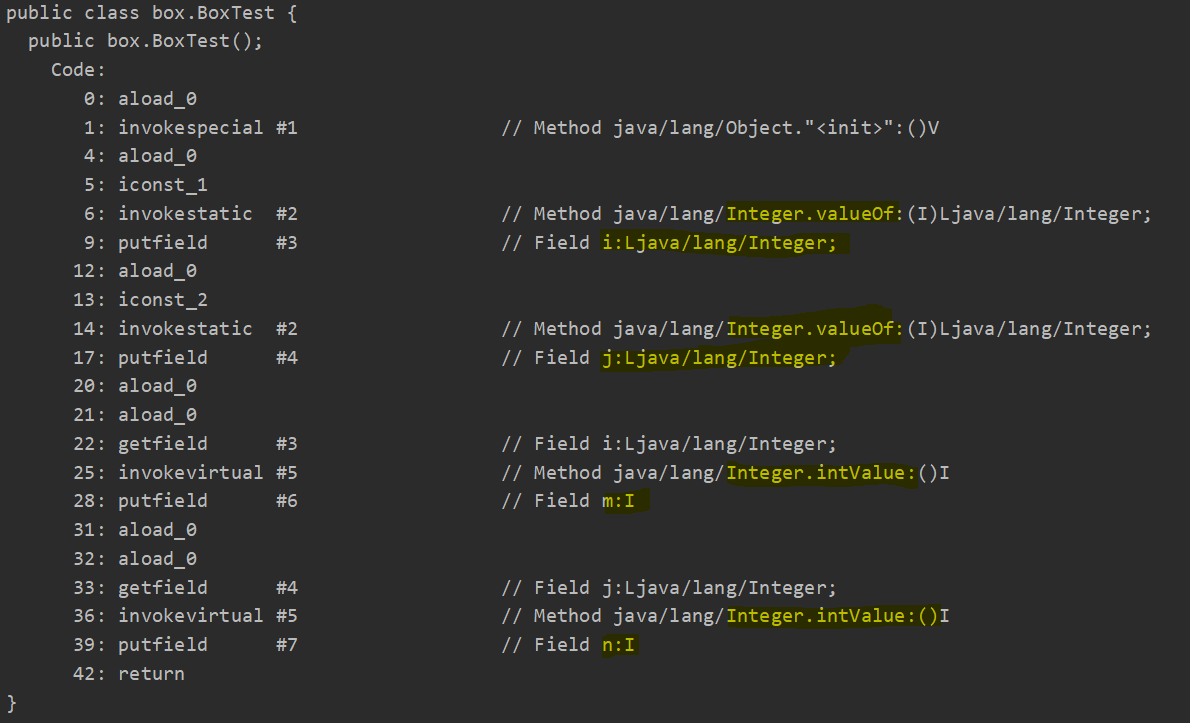 public class box.BoxTest {
  public box.BoxTest();
    Code:
       0: aload_0
       1: invokespecial #1                  // Method java/lang/Object."<init>":()V
       4: aload_0
       5: iconst_1
       6: invokestatic  #2                  // Method java/lang/Integer.valueOf:(I)Ljava/lang/Integer;
       9: putfield      #3                  // Field i:Ljava/lang/Integer;
      12: aload_0
      13: iconst_2
      14: invokestatic  #2                  // Method java/lang/Integer.valueOf:(I)Ljava/lang/Integer;
      17: putfield      #4                  // Field j:Ljava/lang/Integer;
      20: aload_0
      21: aload_0
      22: getfield      #3                  // Field i:Ljava/lang/Integer;
      25: invokevirtual #5                  // Method java/lang/Integer.intValue:()I
      28: putfield      #6                  // Field m:I
      31: aload_0
      32: aload_0
      33: getfield      #4                  // Field j:Ljava/lang/Integer;
      36: invokevirtual #5                  // Method java/lang/Integer.intValue:()I
      39: putfield      #7                  // Field n:I
      42: return
}